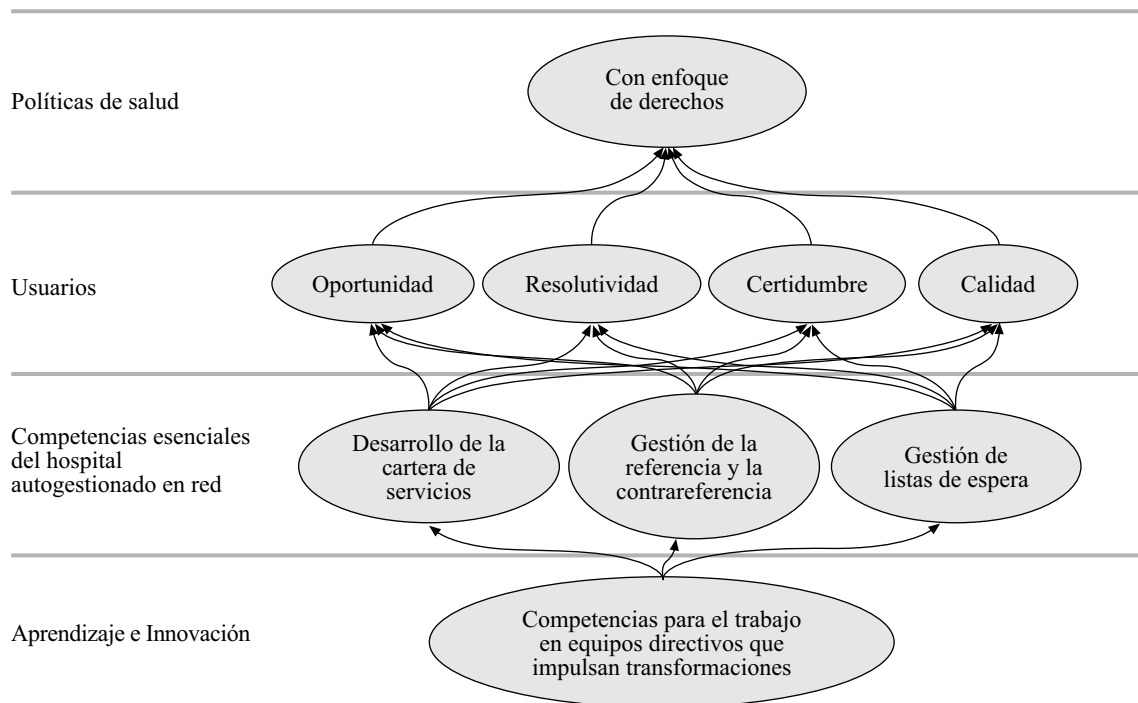 Políticas de salud
Con enfoque
de derechos
Usuarios
Oportunidad
Resolutividad
Certidumbre
Calidad
Competencias esenciales
del hospital
autogestionado en red
Desarrollo de la
cartera de
servicios
Gestión de la
referencia y la
contrareferencia
Gestión de
listas de espera
Aprendizaje e Innovación
Competencias para el trabajo
en equipos directivos que
impulsan transformaciones